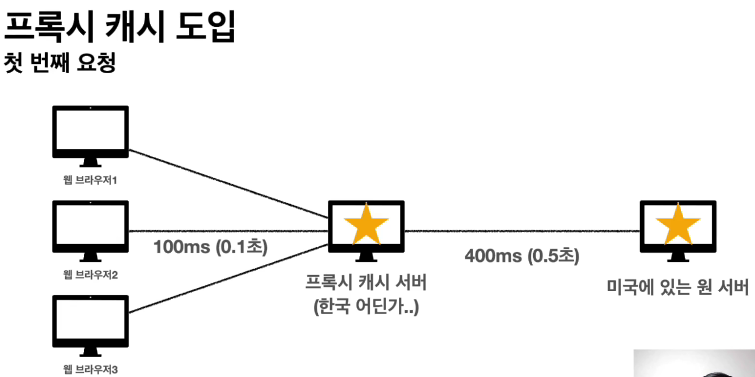 프록시 캐시 도입
첫 번째 요청
웹 브라우저1
웹 브라우저2
100ms (0.1초)
400ms (0.5초)
프록시 캐시 서버
(한국 어딘가..)
미국에 있는 원 서버
웹 브라우저3